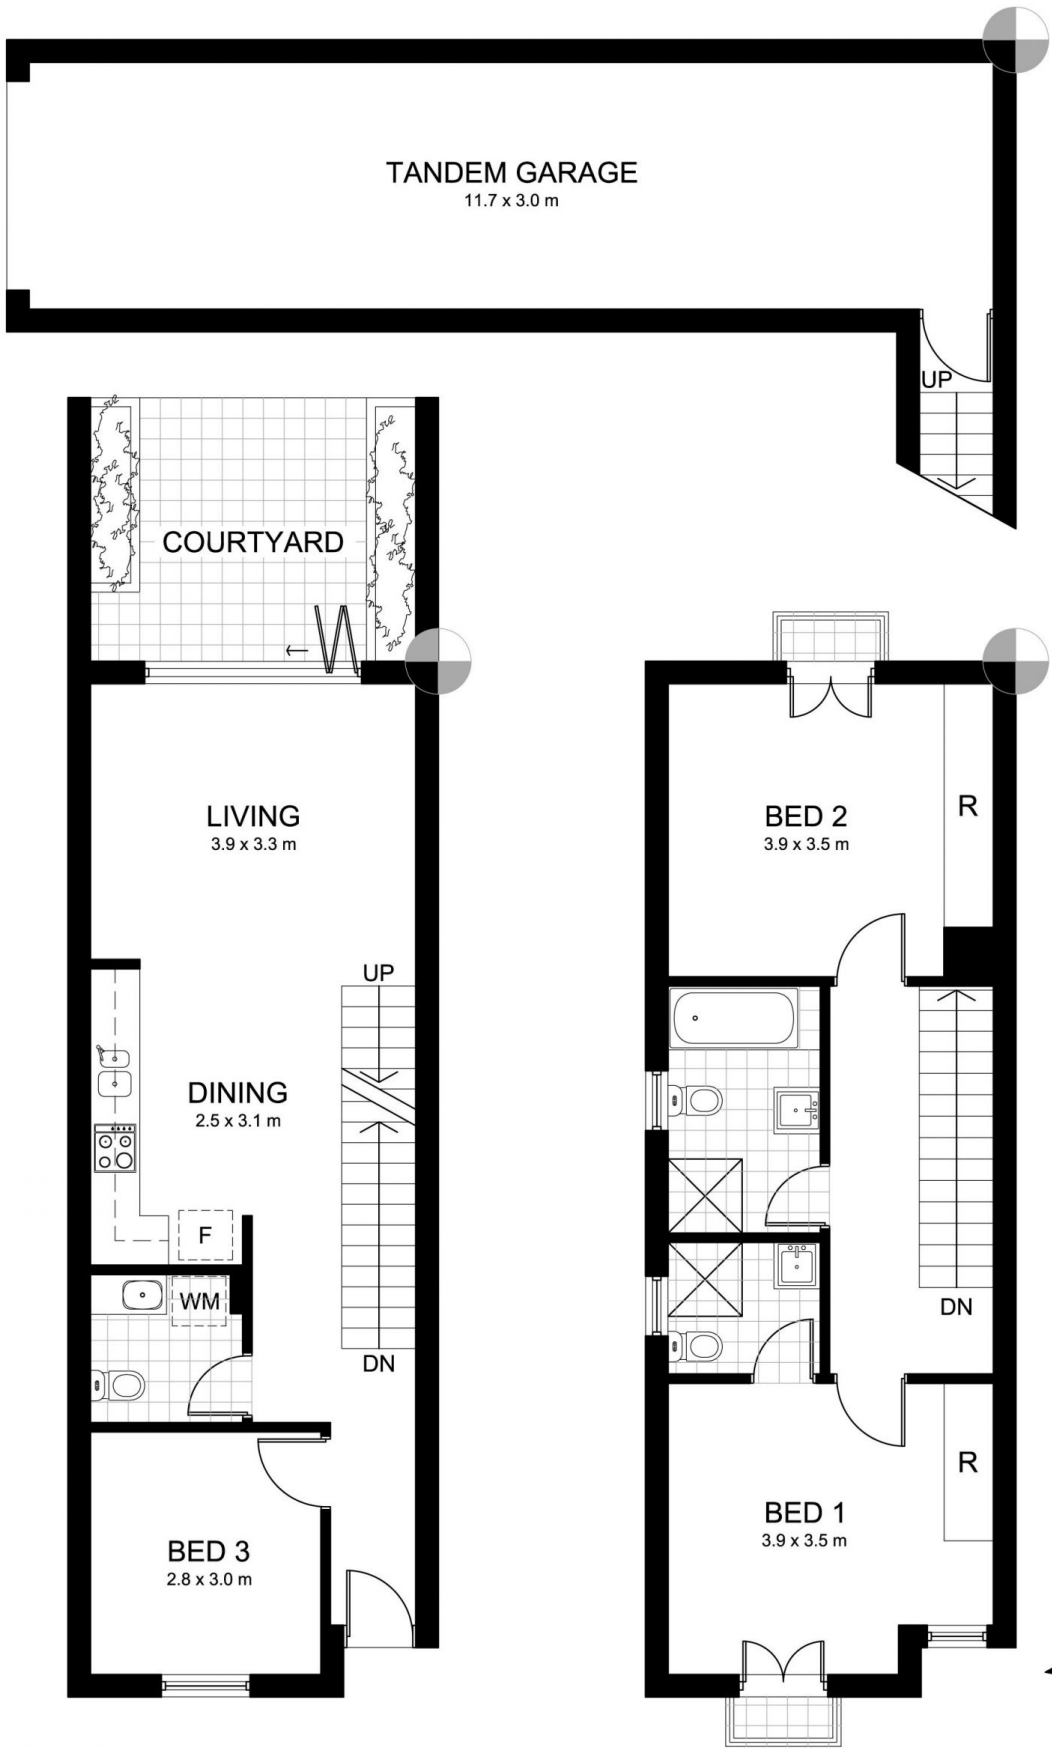 TANDEM GARAGE
11.7 x 3.0 m
UP
COURTYARD
LIVING
3.9 x 3.3 m
UP
DINING
2.5 x 3.1 m
F
WM
DN
BED 3
2.8 x 3.0 m
BED 2
3.9 x 3.5 m
R
DN
R
BED 1
3.9 x 3.5 m